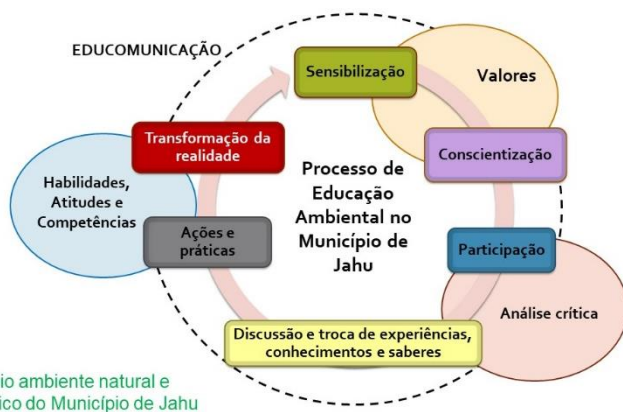 EDUCOMUNICAÇÃO
Sensibilização
Valores
Transformação da
realidade
Conscientização
Processo de
Educação
Ambiental no
Município de
Jahu
Habilidades,
Atitudes e
Competências
Ações e
práticas
Participação
Análise crítica
Discussão e troca de experiências,
conhecimentos e saberes
ambiente natural e
do Município de Jahu